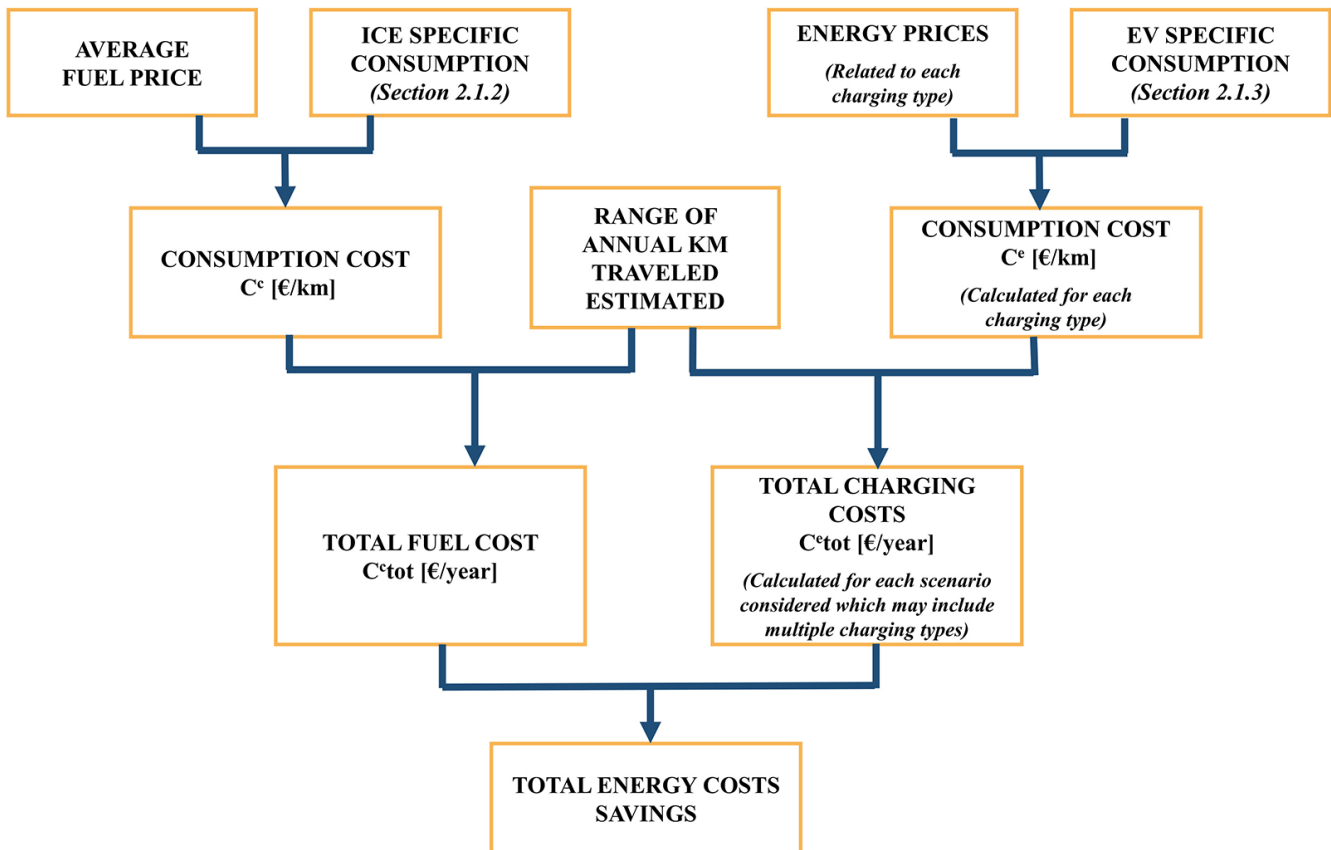 AVERAGE
FUEL PRICE
ICE SPECIFIC
CONSUMPTION
(Section 2.1.2)
ENERGY PRICES
(Related to each
charging type)
EV SPECIFIC
CONSUMPTION
(Section 2.1.3)
CONSUMPTION COST
Cᶜ [€/km]
RANGE OF
ANNUAL KM
TRAVELED
ESTIMATED
CONSUMPTION COST
Cᵉ [€/km]
(Calculated for each
charging type)
TOTAL FUEL COST
Cᶜtot [€/year]
TOTAL CHARGING
COSTS
Cᵉtot [€/year]
(Calculated for each scenario
considered which may include
multiple charging types)
TOTAL ENERGY COSTS
SAVINGS